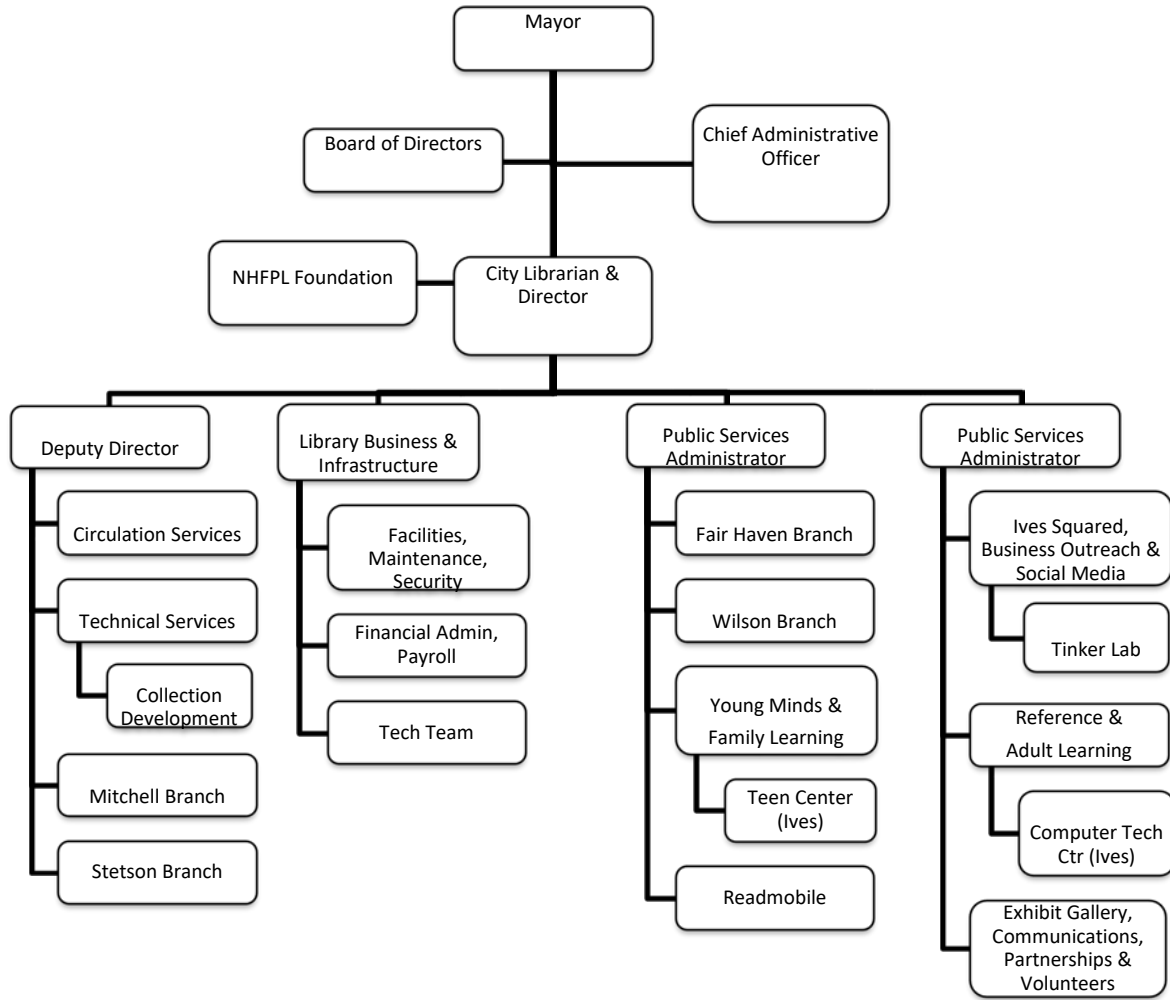 Mayor
Board of Directors
Chief Administrative
Officer
NHFPL Foundation
City Librarian &
Director
Deputy Director
Circulation Services
Technical Services
Collection
Development
Mitchell Branch
Stetson Branch
Library Business &
Infrastructure
Facilities,
Maintenance,
Security
Financial Admin,
Payroll
Tech Team
Public Services
Administrator
Fair Haven Branch
Wilson Branch
Young Minds &
Family Learning
Teen Center
(Ives)
Readmobile
Public Services
Administrator
Ives Squared,
Business Outreach &
Social Media
Tinker Lab
Reference &
Adult Learning
Computer Tech
Ctr (Ives)
Exhibit Gallery,
Communications,
Partnerships &
Volunteers